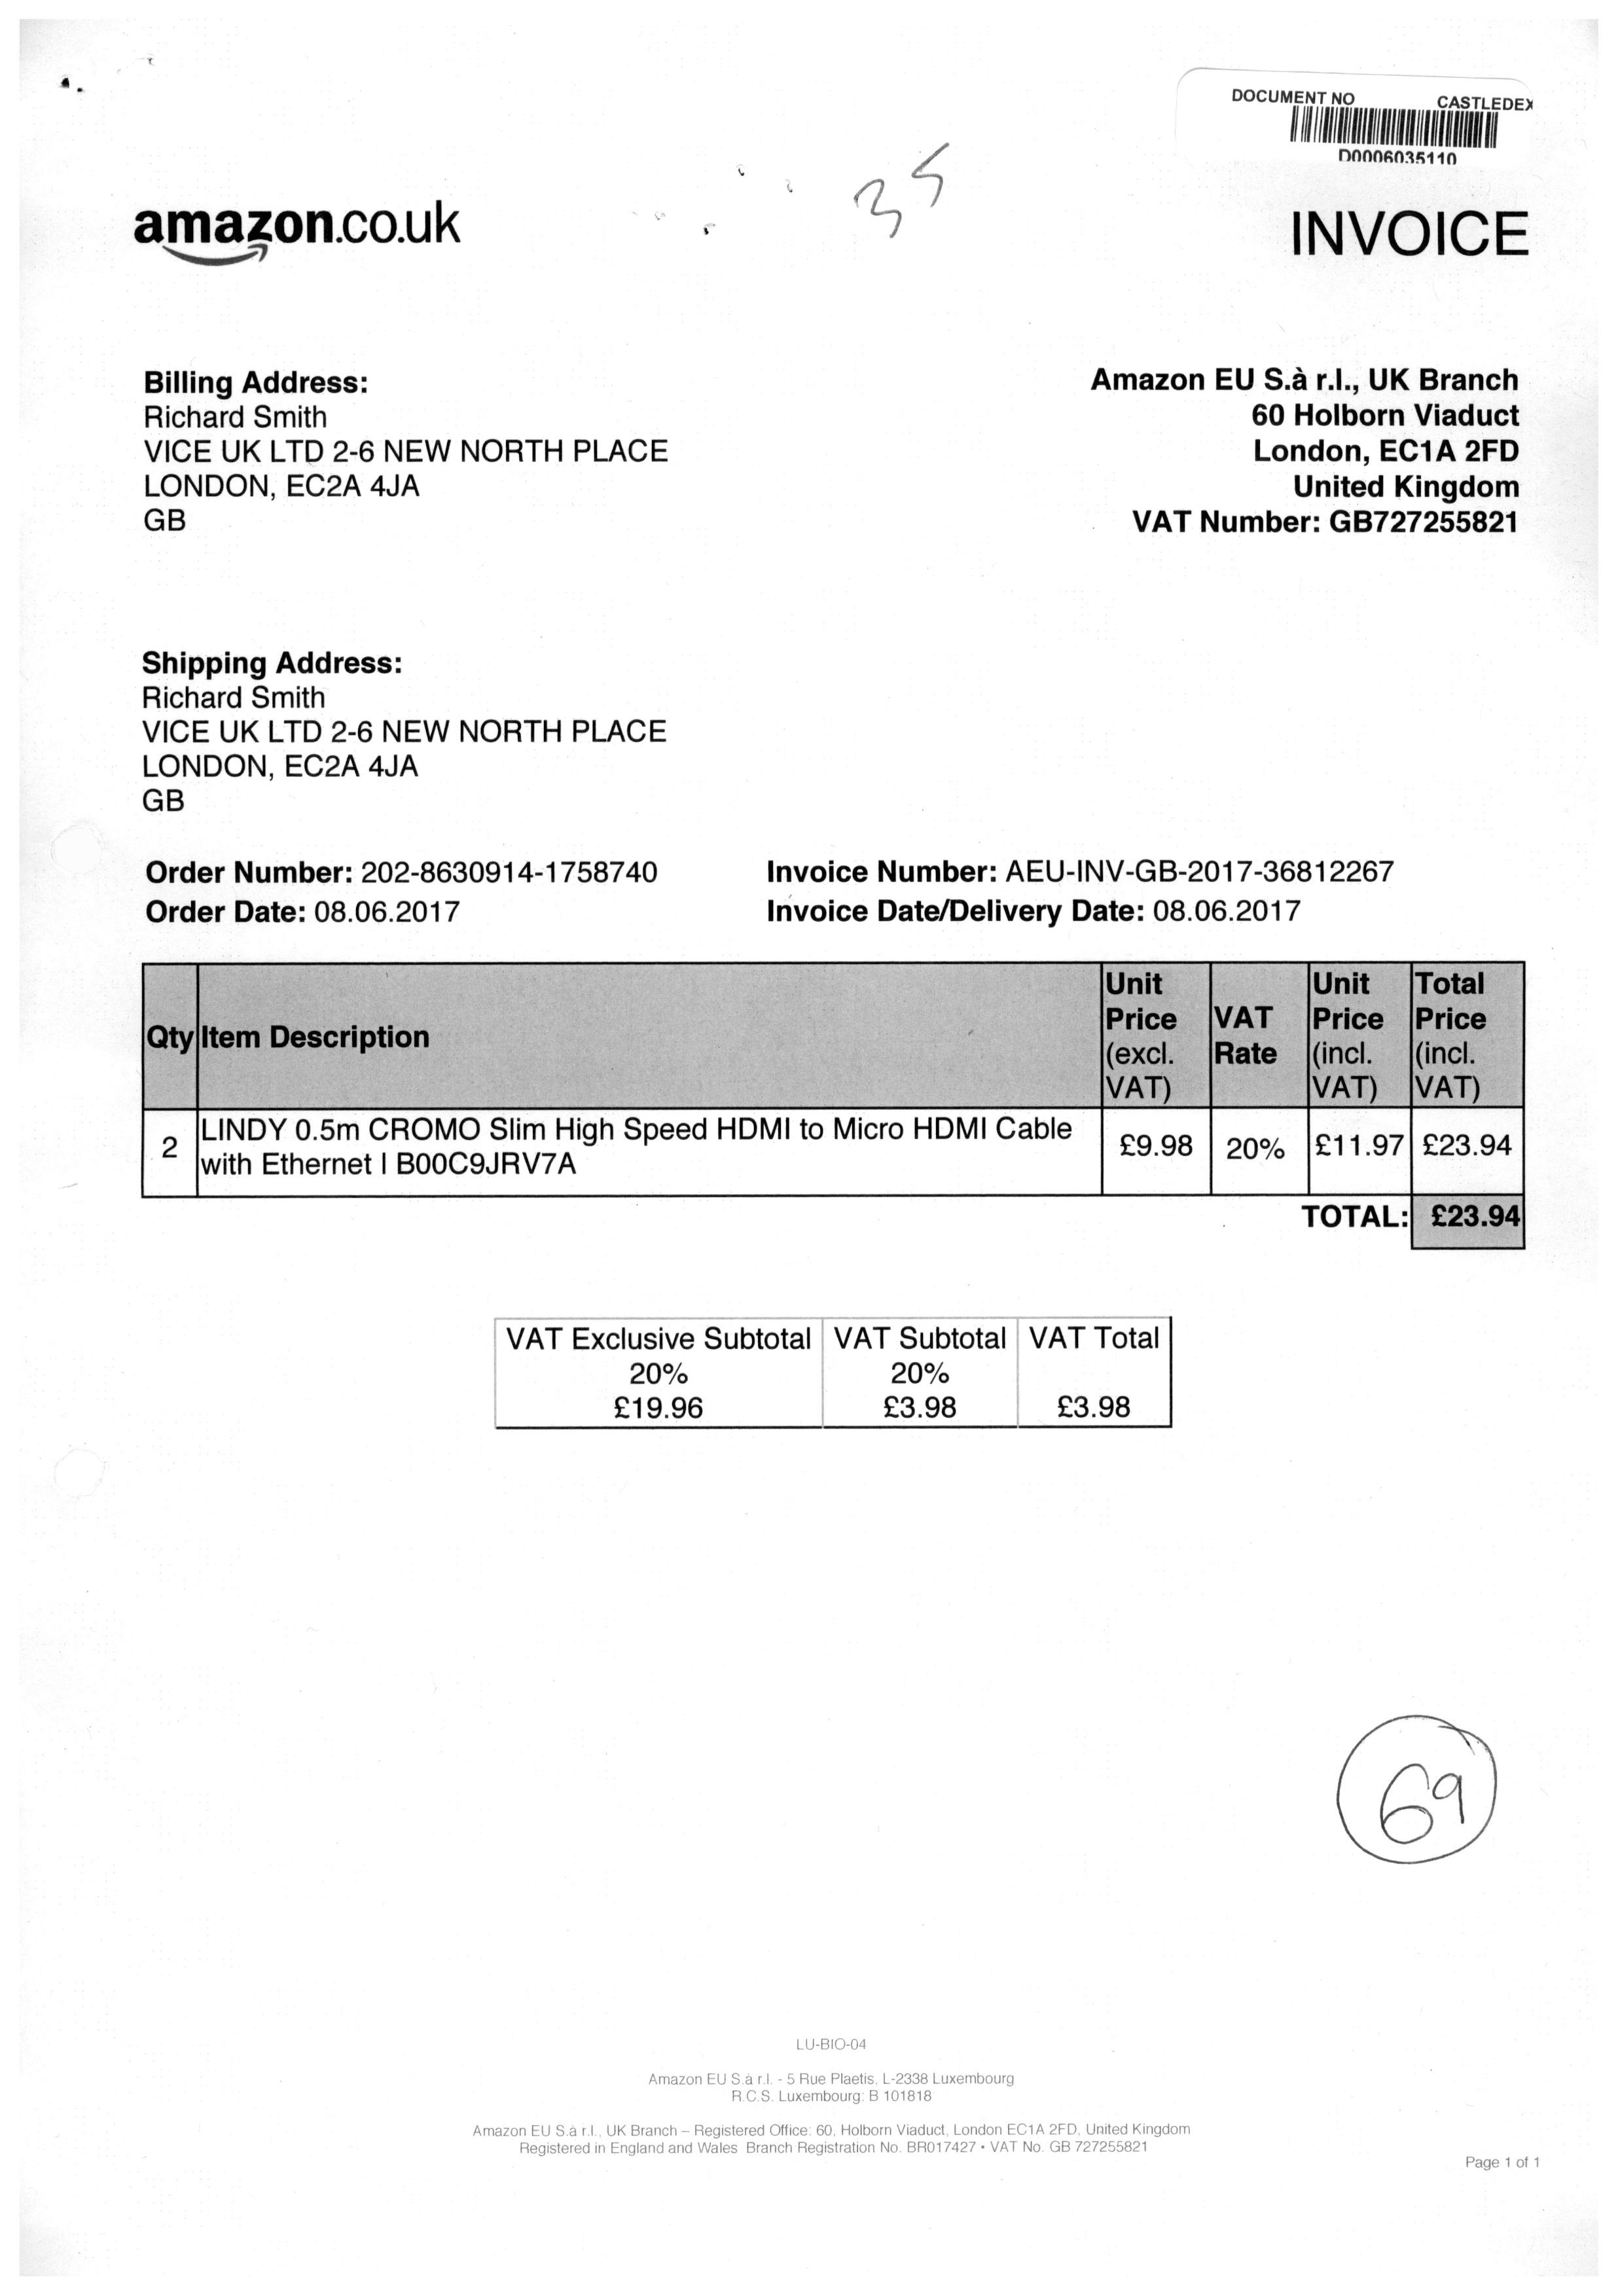 DOCUMENT NO CASTLEDEX
D0006035110
35
amazon.co.uk
INVOICE
Billing Address:
Richard Smith
VICE UK LTD 2-6 NEW NORTH PLACE
LONDON, EC2A 4JA
GB
Amazon EU S.à r.l., UK Branch
60 Holborn Viaduct
London, EC1A 2FD
United Kingdom
VAT Number: GB727255821
Shipping Address:
Richard Smith
VICE UK LTD 2-6 NEW NORTH PLACE
LONDON, EC2A 4JA
GB
Order Number: 202-8630914-1758740
Order Date: 08.06.2017
Invoice Number: AEU-INV-GB-2017-36812267
Invoice Date/Delivery Date: 08.06.2017
Qty Item Description Unit Price (excl. VAT) VAT Rate Unit Price (incl. VAT) Total Price (incl. VAT)
2 LINDY 0.5m CROMO Slim High Speed HDMI to Micro HDMI Cable
with Ethernet | B00C9JRV7A £9.98 20% £11.97 £23.94
TOTAL: £23.94
VAT Exclusive Subtotal VAT Subtotal VAT Total
20% 20%
£19.96 £3.98 £3.98
69
LU-BIO-04
Amazon EU S.à r.l. - 5 Rue Plaetis, L-2338 Luxembourg
R.C.S. Luxembourg: B 101818
Amazon EU S.à r.l., UK Branch – Registered Office: 60, Holborn Viaduct, London EC1A 2FD, United Kingdom
Registered in England and Wales Branch Registration No. BR017427 • VAT No. GB 727255821
Page 1 of 1